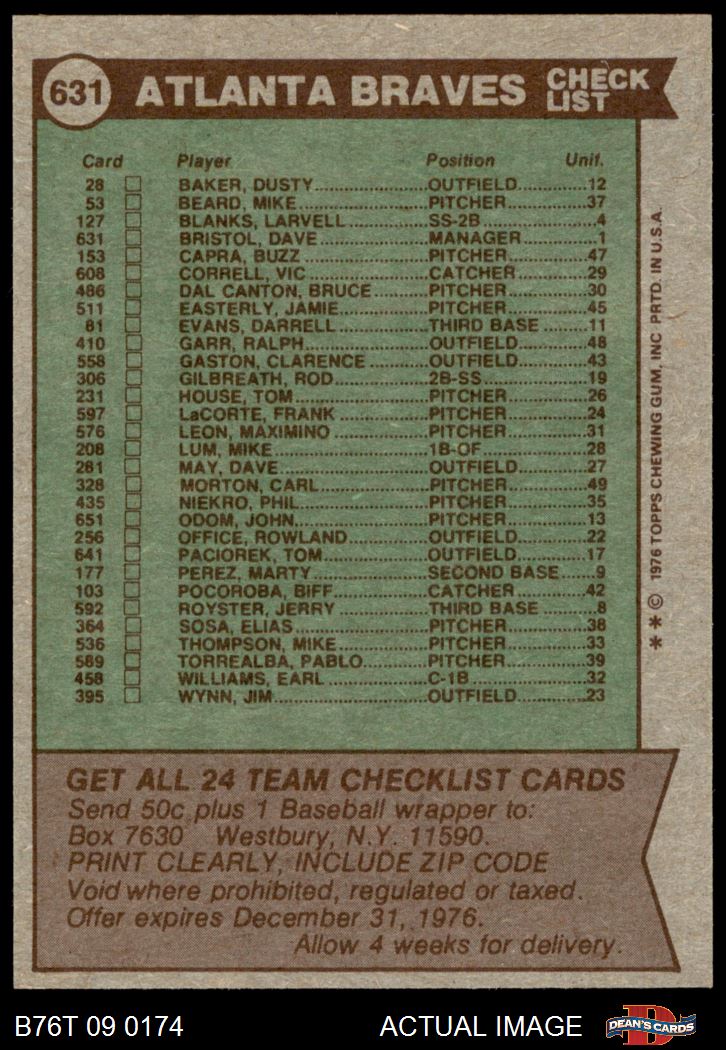 631 ATLANTA BRAVES CHECK LIST
Card Player Position Unif.
28 BAKER, DUSTY OUTFIELD 12
53 BEARD, MIKE PITCHER 37
127 BLANKS, LARVELL SS-2B 4
631 BRISTOL, DAVE MANAGER 1
153 CAPRA, BUZZ PITCHER 47
608 CORRELL, VIC CATCHER 29
486 DAL CANTON, BRUCE PITCHER 30
511 EASTERLY, JAMIE PITCHER 45
81 EVANS, DARRELL THIRD BASE 11
410 GARR, RALPH OUTFIELD 48
558 GASTON, CLARENCE OUTFIELD 43
306 GILBREATH, ROD 2B-SS 19
231 HOUSE, TOM PITCHER 26
597 LaCORTE, FRANK PITCHER 24
576 LEON, MAXIMINO PITCHER 31
208 LUM, MIKE 1B-OF 28
281 MAY, DAVE OUTFIELD 27
328 MORTON, CARL PITCHER 49
435 NIEKRO, PHIL PITCHER 35
651 ODOM, JOHN PITCHER 13
256 OFFICE, ROWLAND OUTFIELD 22
641 PACIOREK, TOM OUTFIELD 17
177 PEREZ, MARTY SECOND BASE 9
103 POCOROBA, BIFF CATCHER 42
592 ROYSTER, JERRY THIRD BASE 8
364 SOSA, ELIAS PITCHER 38
536 THOMPSON, MIKE PITCHER 33
589 TORREALBA, PABLO PITCHER 39
458 WILLIAMS, EARL C-1B 32
395 WYNN, JIM OUTFIELD 23
** © 1976 TOPPS CHEWING GUM, INC PRTD. IN U.S.A.
GET ALL 24 TEAM CHECKLIST CARDS
Send 50c plus 1 Baseball wrapper to:
Box 7630 Westbury, N.Y. 11590.
PRINT CLEARLY, INCLUDE ZIP CODE
Void where prohibited, regulated or taxed.
Offer expires December 31, 1976.
Allow 4 weeks for delivery.
B76T 09 0174 ACTUAL IMAGE D DEAN'S CARDS